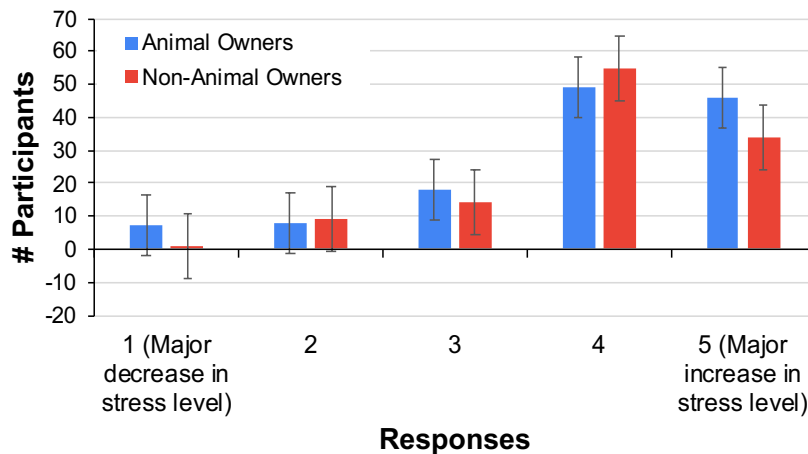 70
60
50
40
30
20
10
0
-10
-20
# Participants
Animal Owners
Non-Animal Owners
1 (Major
decrease in
stress level)
2
3
4
5 (Major
increase in
stress level)
Responses